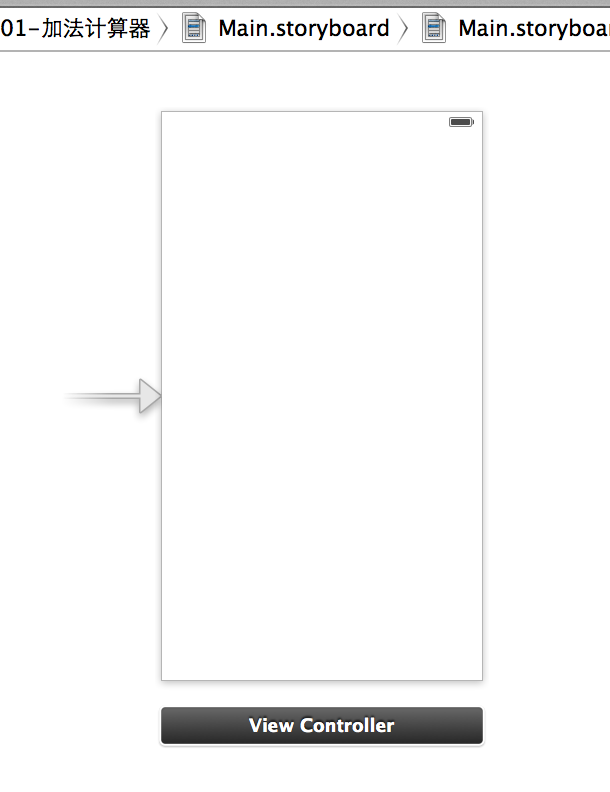 01-加法计算器 Main.storyboard Main.storyboar
View Controller